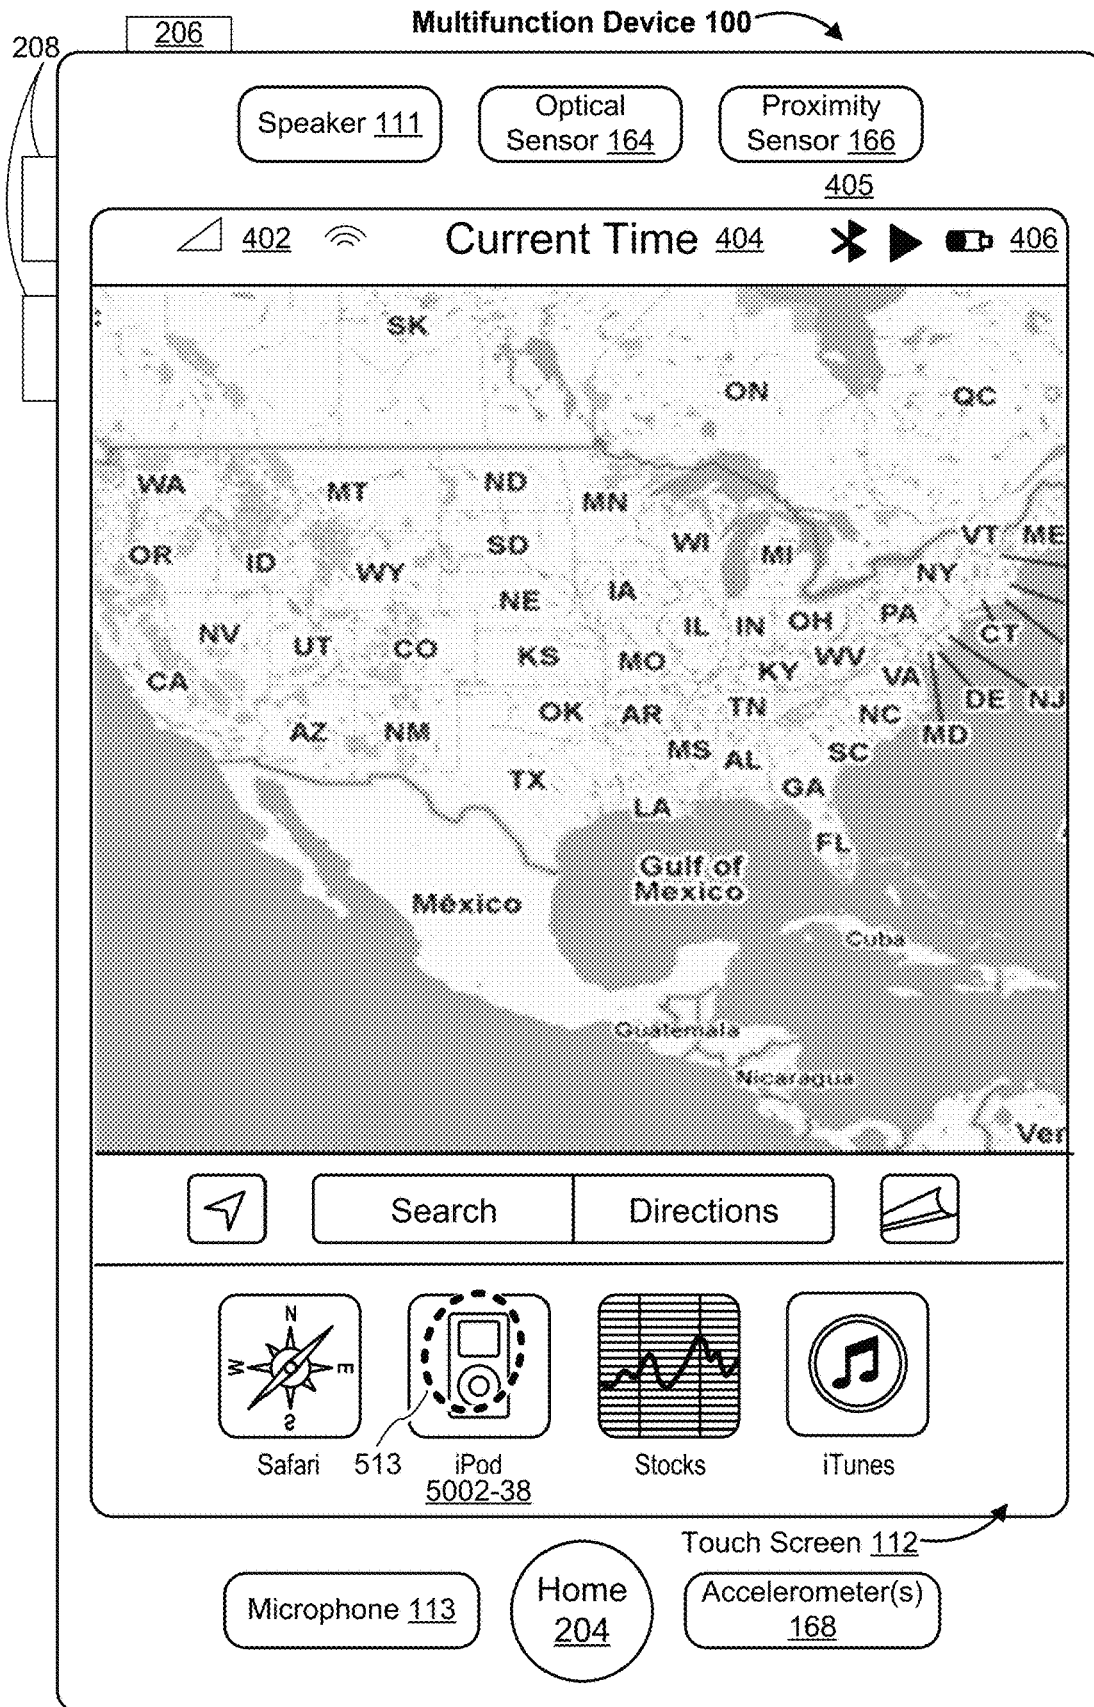 Multifunction Device 100
206
208
Speaker 111
Optical
Sensor 164
Proximity
Sensor 166
405
402
Current Time 404
406
SK
ON
QC
WA
MT
ND
MN
OR
ID
WY
SD
WI
MI
VT
ME
NY
NE
IA
NV
UT
CO
KS
MO
IL
IN
OH
PA
CT
CA
KY
WV
VA
DE
NJ
AZ
NM
OK
AR
TN
NC
MD
MS
AL
SC
TX
LA
GA
FL
Gulf of
Mexico
México
Cuba
Guatemala
Nicaragua
Ver
Search
Directions
N
W
E
S
Safari
513
iPod
5002-38
Stocks
iTunes
Touch Screen 112
Microphone 113
Home
204
Accelerometer(s)
168